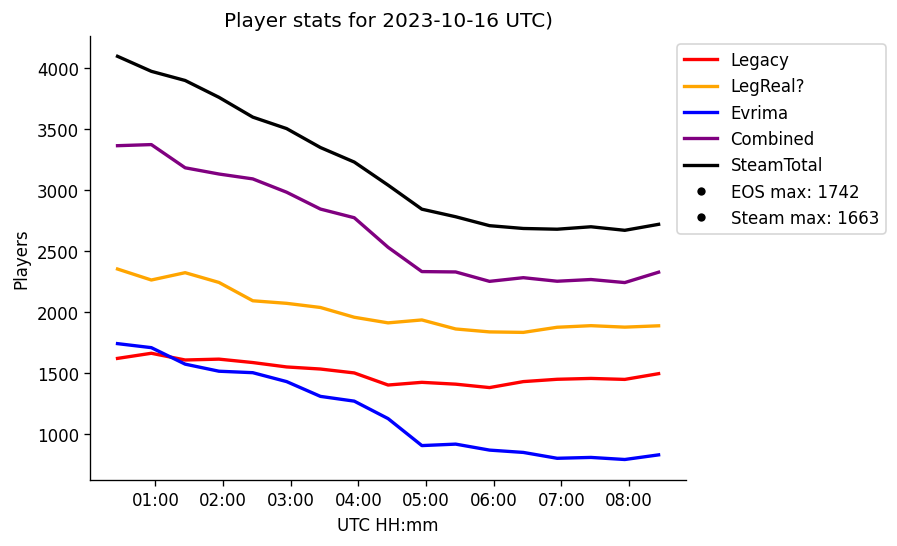 Player stats for 2023-10-16 UTC)
Legacy
LegReal?
Evrima
Combined
SteamTotal
EOS max: 1742
Steam max: 1663
Players
4000
3500
3000
2500
2000
1500
1000
01:00 02:00 03:00 04:00 05:00 06:00 07:00 08:00
UTC HH:mm